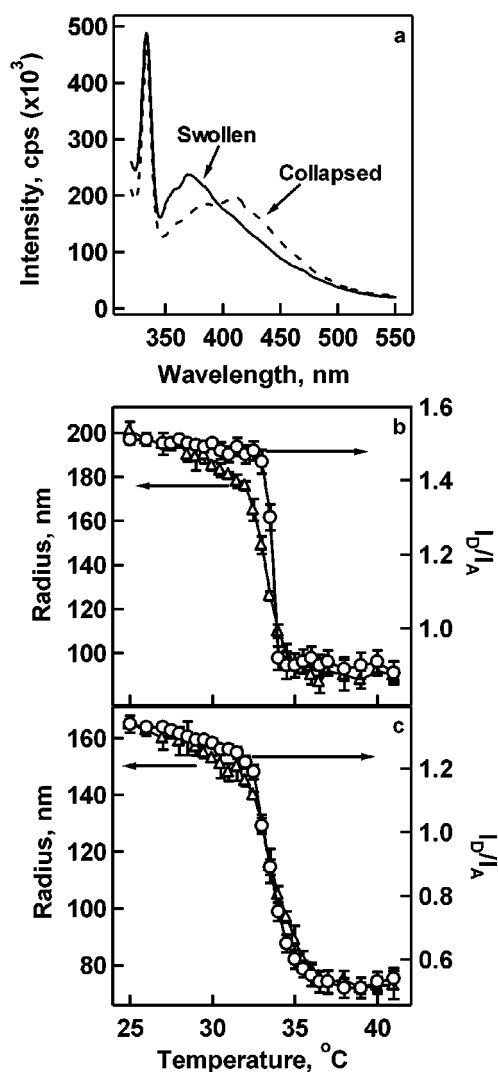 a
Intensity, cps (x10³)
500
400
300
200
100
0
Swollen
Collapsed
350 400 450 500 550
Wavelength, nm
b
Radius, nm
200
180
160
140
120
100
1.6
1.4
1.2
1.0
I_D/I_A
c
Radius, nm
160
140
120
100
80
1.2
1.0
0.8
0.6
I_D/I_A
25 30 35 40
Temperature, °C